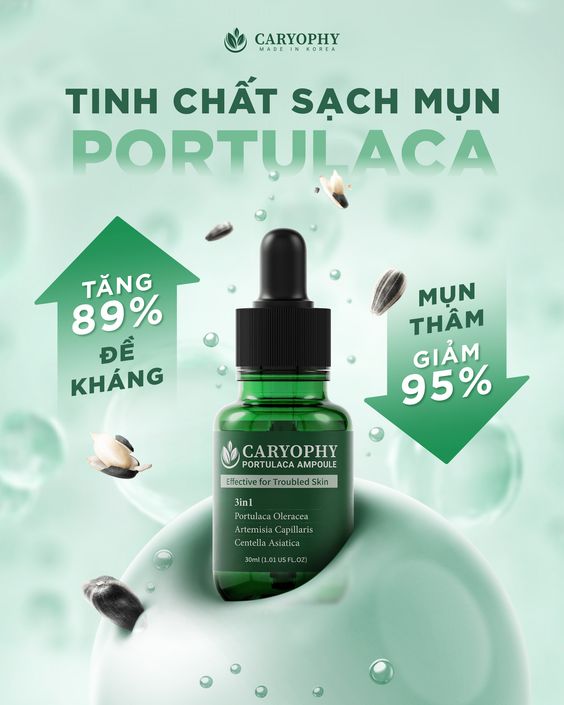 CARYOPHY
MADE IN KOREA
TINH CHẤT SẠCH MỤN
PORTULACA
TĂNG
89%
ĐỀ
KHÁNG
MỤN
THÂM
GIẢM
95%
CARYOPHY
PORTULACA AMPOULE
Effective for Troubled Skin
3in1
Portulaca Oleracea
Artemisia Capillaris
Centella Asiatica
30ml (1.01 US FL.OZ)